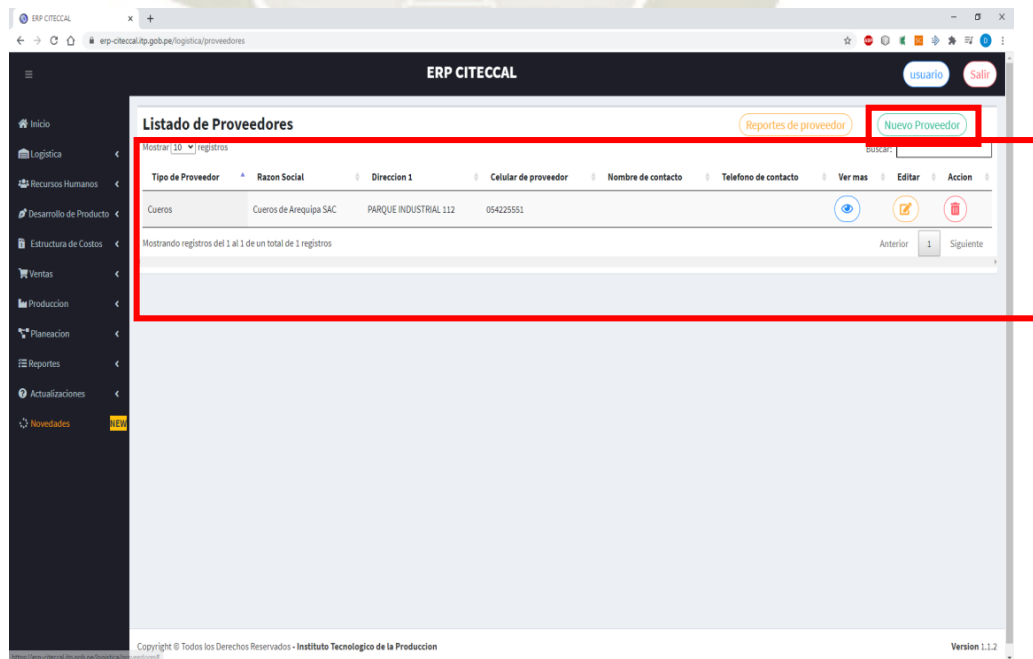 ERP CITECCAL
erp-citeccal.itp.gob.pe/logistica/proveedores
ERP CITECCAL
usuario
Salir
Inicio
Logistica
Recursos Humanos
Desarrollo de Producto
Estructura de Costos
Ventas
Produccion
Planeacion
Reportes
Actualizaciones
Novedades NEW
Listado de Proveedores
Reportes de proveedor
Nuevo Proveedor
Mostrar 10 registros
Buscar:
Tipo de Proveedor Razon Social Direccion 1 Celular de proveedor Nombre de contacto Telefono de contacto Ver mas Editar Accion
Cueros Cueros de Arequipa SAC PARQUE INDUSTRIAL 112 054225551
Mostrando registros del 1 al 1 de un total de 1 registros
Anterior 1 Siguiente
Copyright © Todos los Derechos Reservados - Instituto Tecnologico de la Produccion
Version 1.1.2